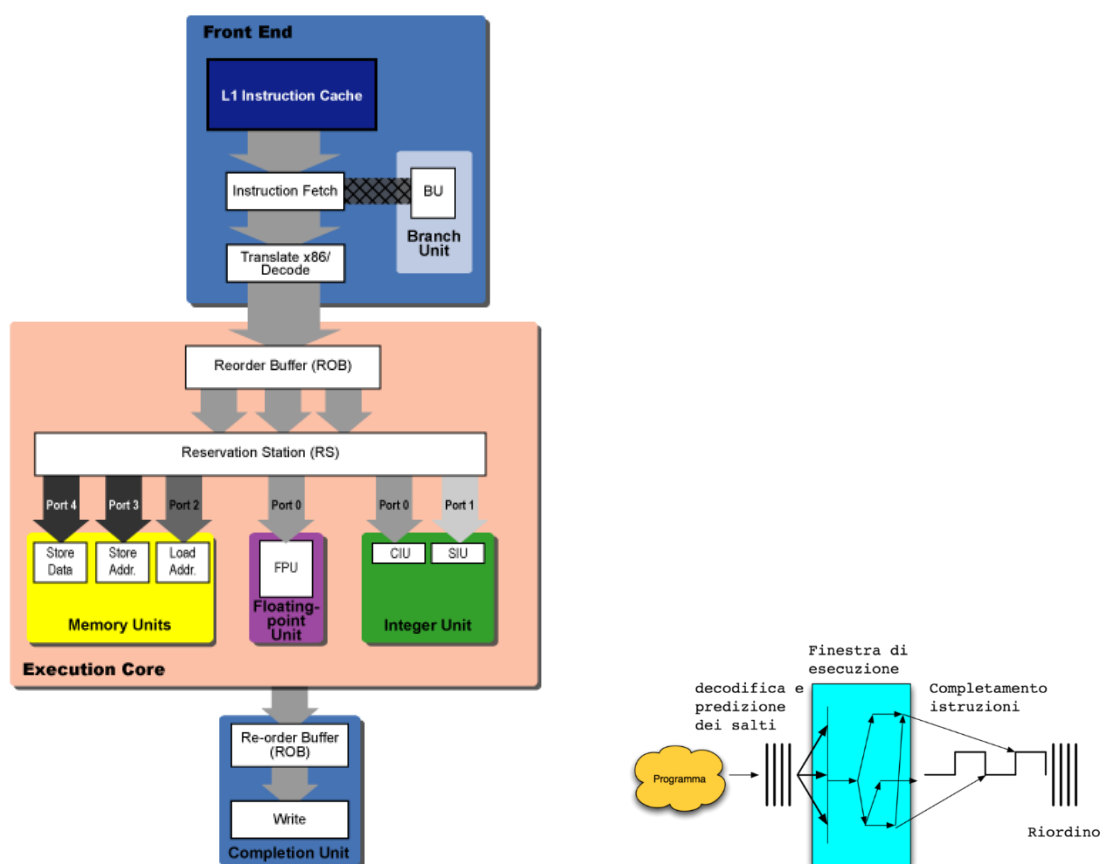 Front End
L1 Instruction Cache
Instruction Fetch
BU
Branch
Unit
Translate x86/
Decode
Reorder Buffer (ROB)
Reservation Station (RS)
Port 4
Port 3
Port 2
Port 0
Port 0
Port 1
Store
Data
Store
Addr.
Load
Addr.
FPU
CIU
SIU
Memory Units
Floating-
point
Unit
Integer Unit
Execution Core
Re-order Buffer
(ROB)
Write
Completion Unit
Finestra di
esecuzione
decodifica e
predizione
dei salti
Completamento
istruzioni
Programma
Riordino